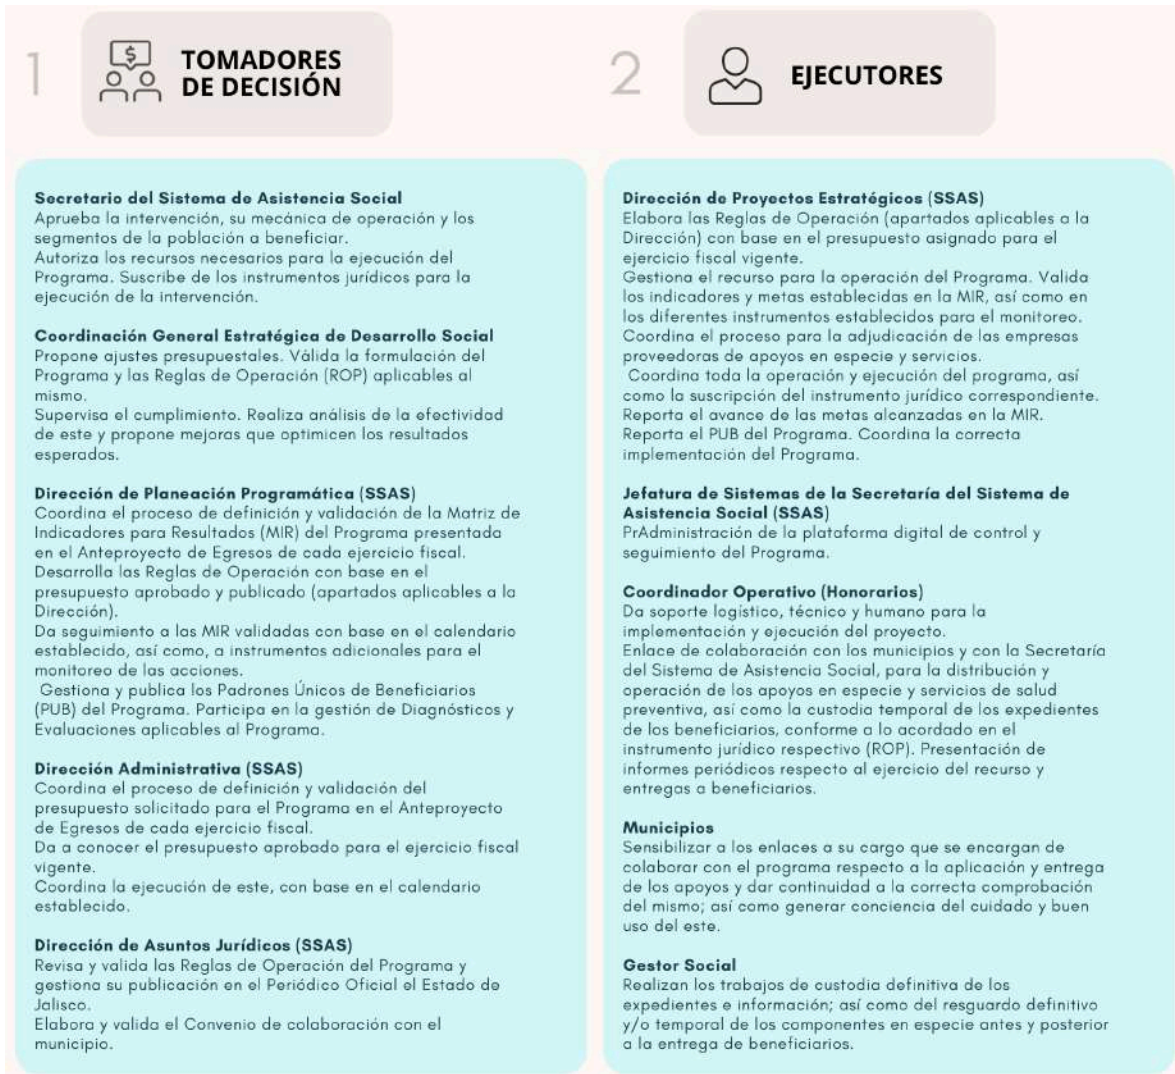 1
$
TOMADORES
DE DECISIÓN
Secretario del Sistema de Asistencia Social
Aprueba la intervención, su mecánica de operación y los
segmentos de la población a beneficiar.
Autoriza los recursos necesarios para la ejecución del
Programa. Suscribe de los instrumentos jurídicos para la
ejecución de la intervención.
Coordinación General Estratégica de Desarrollo Social
Propone ajustes presupuestales. Válida la formulación del
Programa y las Reglas de Operación (ROP) aplicables al
mismo.
Supervisa el cumplimiento. Realiza análisis de la efectividad
de este y propone mejoras que optimicen los resultados
esperados.
Dirección de Planeación Programática (SSAS)
Coordina el proceso de definición y validación de la Matriz de
Indicadores para Resultados (MIR) del Programa presentada
en el Anteproyecto de Egresos de cada ejercicio fiscal.
Desarrolla las Reglas de Operación con base en el
presupuesto aprobado y publicado (apartados aplicables a la
Dirección).
Da seguimiento a las MIR validadas con base en el calendario
establecido, así como, a instrumentos adicionales para el
monitoreo de las acciones.
Gestiona y publica los Padrones Únicos de Beneficiarios
(PUB) del Programa. Participa en la gestión de Diagnósticos y
Evaluaciones aplicables al Programa.
Dirección Administrativa (SSAS)
Coordina el proceso de definición y validación del
presupuesto solicitado para el Programa en el Anteproyecto
de Egresos de cada ejercicio fiscal.
Da a conocer el presupuesto aprobado para el ejercicio fiscal
vigente.
Coordina la ejecución de este, con base en el calendario
establecido.
Dirección de Asuntos Jurídicos (SSAS)
Revisa y valida las Reglas de Operación del Programa y
gestiona su publicación en el Periódico Oficial el Estado de
Jalisco.
Elabora y valida el Convenio de colaboración con el
municipio.
2
EJECUTORES
Dirección de Proyectos Estratégicos (SSAS)
Elabora las Reglas de Operación (apartados aplicables a la
Dirección) con base en el presupuesto asignado para el
ejercicio fiscal vigente.
Gestiona el recurso para la operación del Programa. Valida
los indicadores y metas establecidas en la MIR, así como en
los diferentes instrumentos establecidos para el monitoreo.
Coordina el proceso para la adjudicación de las empresas
proveedoras de apoyos en especie y servicios.
Coordina toda la operación y ejecución del programa, así
como la suscripción del instrumento jurídico correspondiente.
Reporta el avance de las metas alcanzadas en la MIR.
Reporta el PUB del Programa. Coordina la correcta
implementación del Programa.
Jefatura de Sistemas de la Secretaría del Sistema de
Asistencia Social (SSAS)
PrAdministración de la plataforma digital de control y
seguimiento del Programa.
Coordinador Operativo (Honorarios)
Da soporte logístico, técnico y humano para la
implementación y ejecución del proyecto.
Enlace de colaboración con los municipios y con la Secretaría
del Sistema de Asistencia Social, para la distribución y
operación de los apoyos en especie y servicios de salud
preventiva, así como la custodia temporal de los expedientes
de los beneficiarios, conforme a lo acordado en el
instrumento jurídico respectivo (ROP). Presentación de
informes periódicos respecto al ejercicio del recurso y
entregas a beneficiarios.
Municipios
Sensibilizar a los enlaces a su cargo que se encargan de
colaborar con el programa respecto a la aplicación y entrega
de los apoyos y dar continuidad a la correcta comprobación
del mismo; así como generar conciencia del cuidado y buen
uso del este.
Gestor Social
Realizan los trabajos de custodia definitiva de los
expedientes e información; así como del resguardo definitivo
y/o temporal de los componentes en especie antes y posterior
a la entrega de beneficiarios.